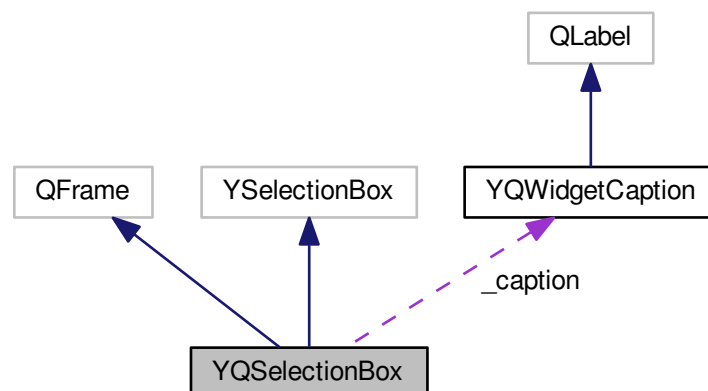 QLabel
QFrame
YSelectionBox
YQWidgetCaption
_caption
YQSelectionBox